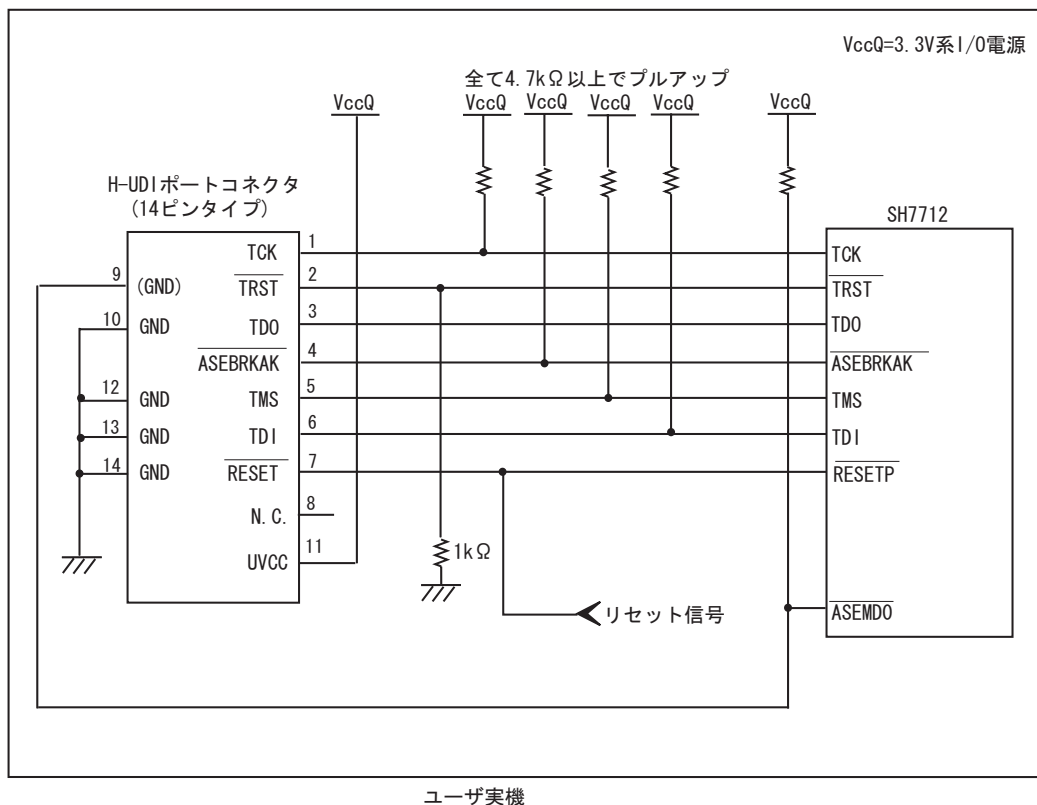 VccQ=3.3V系I/O電源
全て4.7kΩ以上でプルアップ
VccQ
VccQ
VccQ
VccQ
VccQ
VccQ
H-UDIポートコネクタ
(14ピンタイプ)
SH7712
TCK
1
TCK
9
(GND)
TRST
2
TRST
10
GND
TDO
3
TDO
ASEBRKAK
4
ASEBRKAK
12
GND
TMS
5
TMS
13
GND
TDI
6
TDI
14
GND
RESET
7
RESETP
N.C.
8
UVCC
11
1kΩ
リセット信号
ASEMD0
ユーザ実機